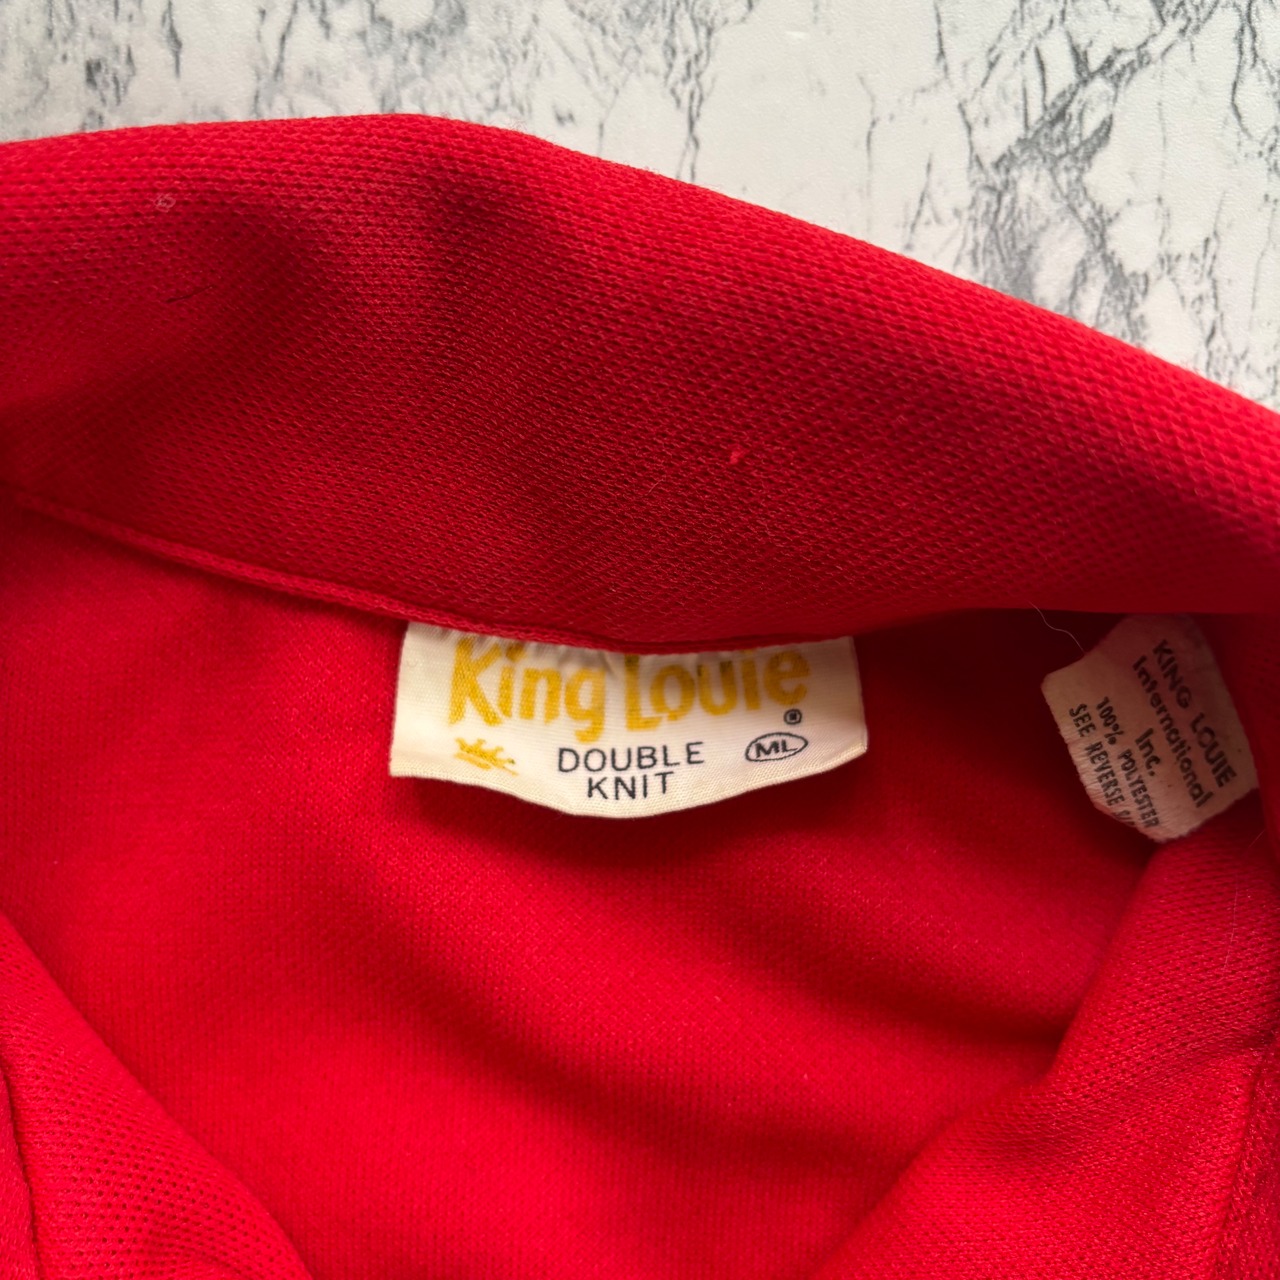 King Louie
®
DOUBLE
KNIT
ML
KING LOUIE
International
Inc.
100% POLYESTER
SEE REVERSE